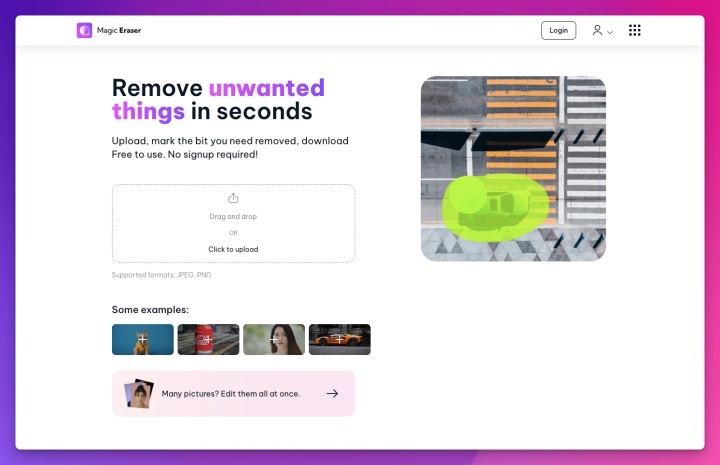 Magic Eraser
Login
Remove unwanted
things in seconds
Upload, mark the bit you need removed, download
Free to use. No signup required!
Drag and drop
OR
Click to upload
Supported formats: JPEG, PNG
Some examples:
Many pictures? Edit them all at once.